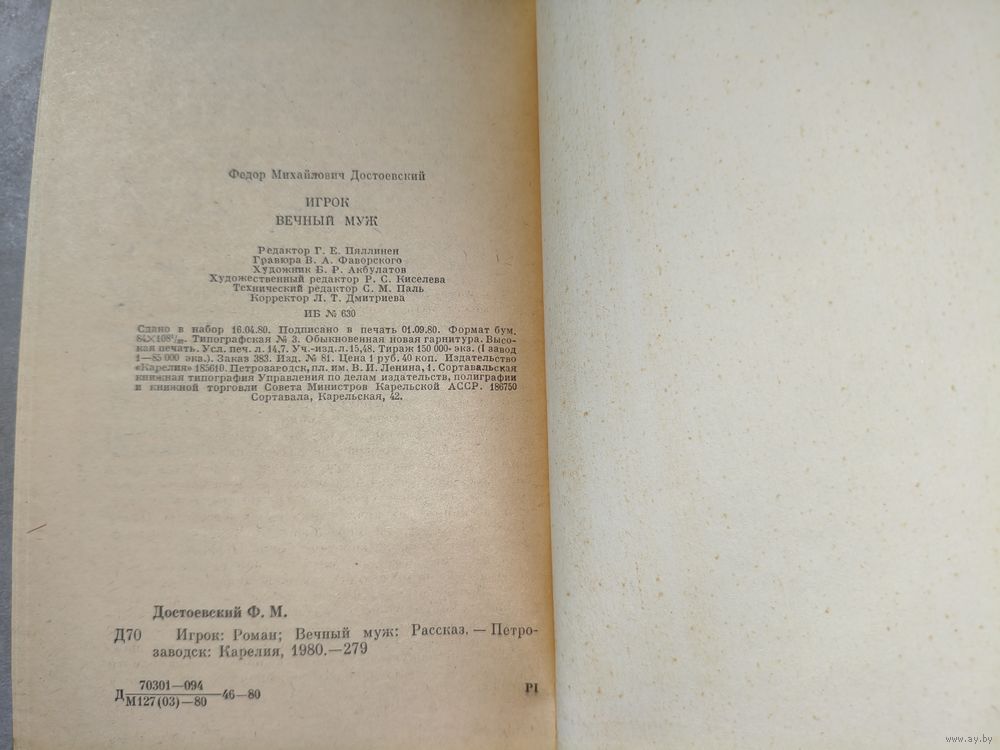 Федор Михайлович Достоевский
ИГРОК
ВЕЧНЫЙ МУЖ
Редактор Г. Е. Пяллинен
Гравюра В. А. Фаворского
Художник Б. Р. Акбулатов
Художественный редактор Р. С. Киселева
Технический редактор С. М. Паль
Корректор Л. Т. Дмитриева
ИБ № 630
Сдано в набор 16.04.80. Подписано в печать 01.09.80. Формат бум.
84×108¹/₃₂. Типографская № 3. Обыкновенная новая гарнитура. Высо-
кая печать. Усл. печ. л. 14,7. Уч.-изд.л. 15,48. Тираж 150 000 экз. (I завод
1—85 000 экз.). Заказ 383. Изд. № 81. Цена 1 руб. 40 коп. Издательство
«Карелия» 185610. Петрозаводск, пл. им. В. И. Ленина, 1. Сортавальская
книжная типография Управления по делам издательств, полиграфии
и книжной торговли Совета Министров Карельской АССР. 186750
Сортавала, Карельская, 42.
Достоевский Ф. М.
Д70 Игрок: Роман; Вечный муж: Рассказ. — Петро-
заводск: Карелия, 1980.—279
Д 70301—094
М127(03)—80 46—80
Р1
www.ay.by